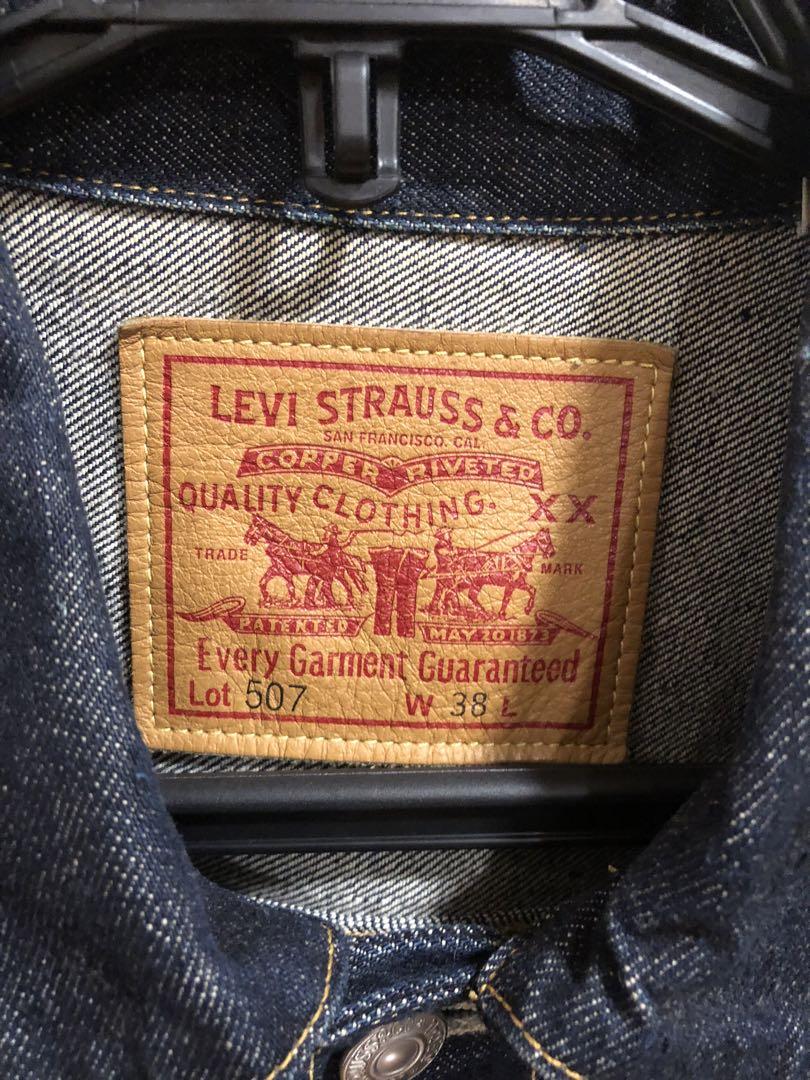 LEVI STRAUSS & CO.
SAN FRANCISCO, CAL
COPPER RIVETED
QUALITY CLOTHING. XX
TRADE MARK
PATENTED MAY 20 1873
Every Garment Guaranteed
Lot 507 W 38 L